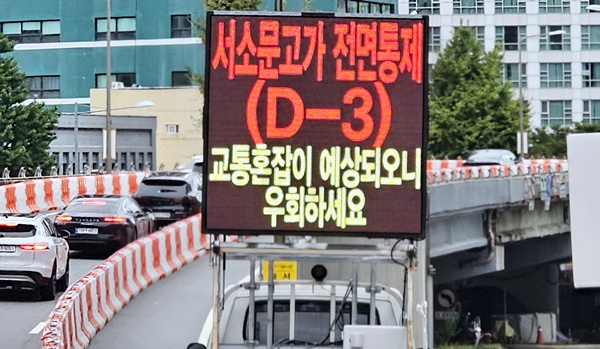 서소문고가 전면통제
(D-3)
교통혼잡이 예상되오니
우회하세요